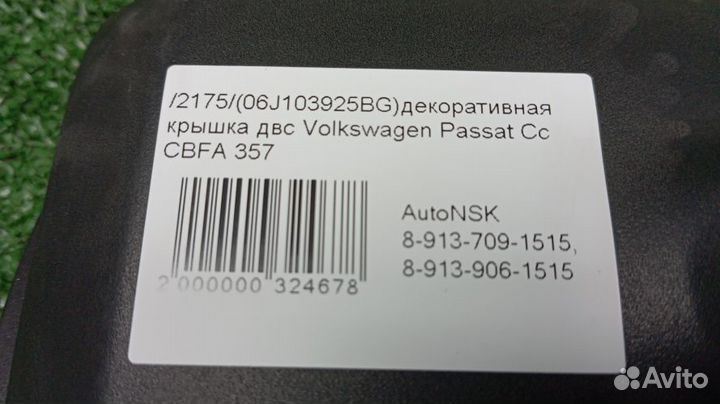 /2175/(06J103925BG)декоративная
крышка двс Volkswagen Passat Cc
CBFA 357
AutoNSK
8-913-709-1515,
8-913-906-1515
2 000000 324678
Avito